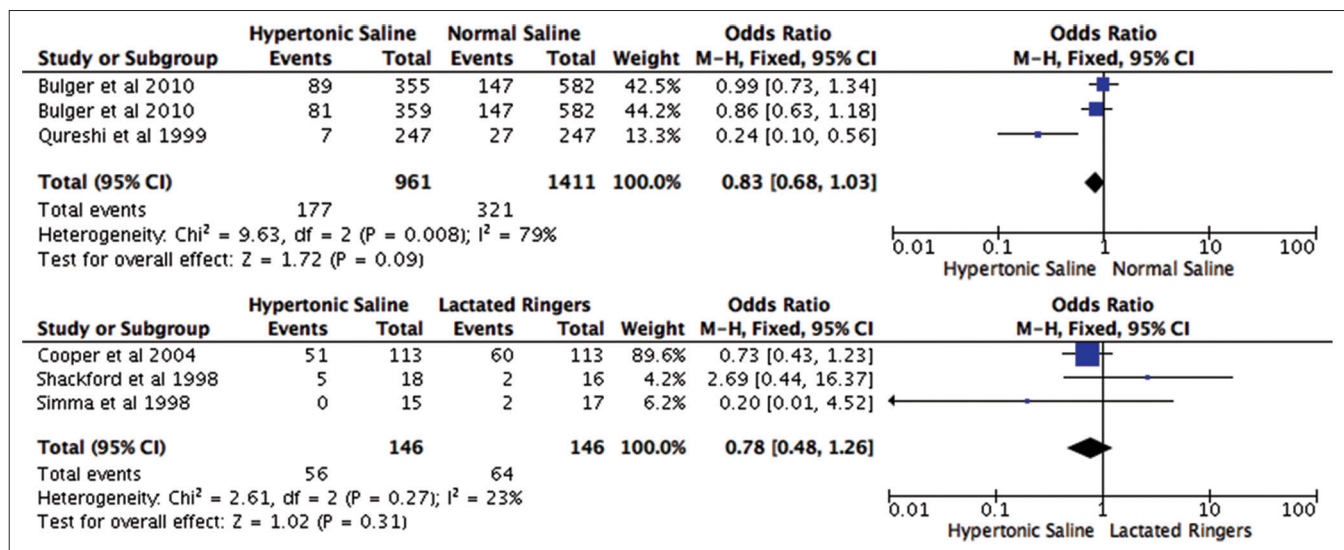 Hypertonic Saline Normal Saline Odds Ratio Odds Ratio
Study or Subgroup Events Total Events Total Weight M-H, Fixed, 95% CI M-H, Fixed, 95% CI
Bulger et al 2010 89 355 147 582 42.5% 0.99 [0.73, 1.34]
Bulger et al 2010 81 359 147 582 44.2% 0.86 [0.63, 1.18]
Qureshi et al 1999 7 247 27 247 13.3% 0.24 [0.10, 0.56]
Total (95% CI) 961 1411 100.0% 0.83 [0.68, 1.03]
Total events 177 321
Heterogeneity: Chi² = 9.63, df = 2 (P = 0.008); I² = 79%
Test for overall effect: Z = 1.72 (P = 0.09)
0.01 0.1 1 10 100
Hypertonic Saline Normal Saline
Hypertonic Saline Lactated Ringers Odds Ratio Odds Ratio
Study or Subgroup Events Total Events Total Weight M-H, Fixed, 95% CI M-H, Fixed, 95% CI
Cooper et al 2004 51 113 60 113 89.6% 0.73 [0.43, 1.23]
Shackford et al 1998 5 18 2 16 4.2% 2.69 [0.44, 16.37]
Simma et al 1998 0 15 2 17 6.2% 0.20 [0.01, 4.52]
Total (95% CI) 146 146 100.0% 0.78 [0.48, 1.26]
Total events 56 64
Heterogeneity: Chi² = 2.61, df = 2 (P = 0.27); I² = 23%
Test for overall effect: Z = 1.02 (P = 0.31)
0.01 0.1 1 10 100
Hypertonic Saline Lactated Ringers